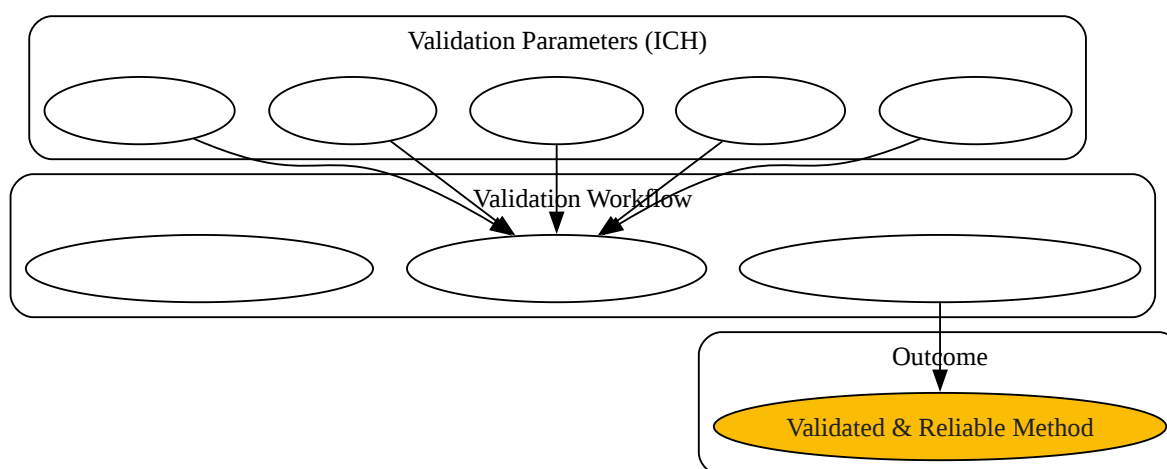 Validation Parameters (ICH)
Validation Workflow
Outcome
Validated & Reliable Method